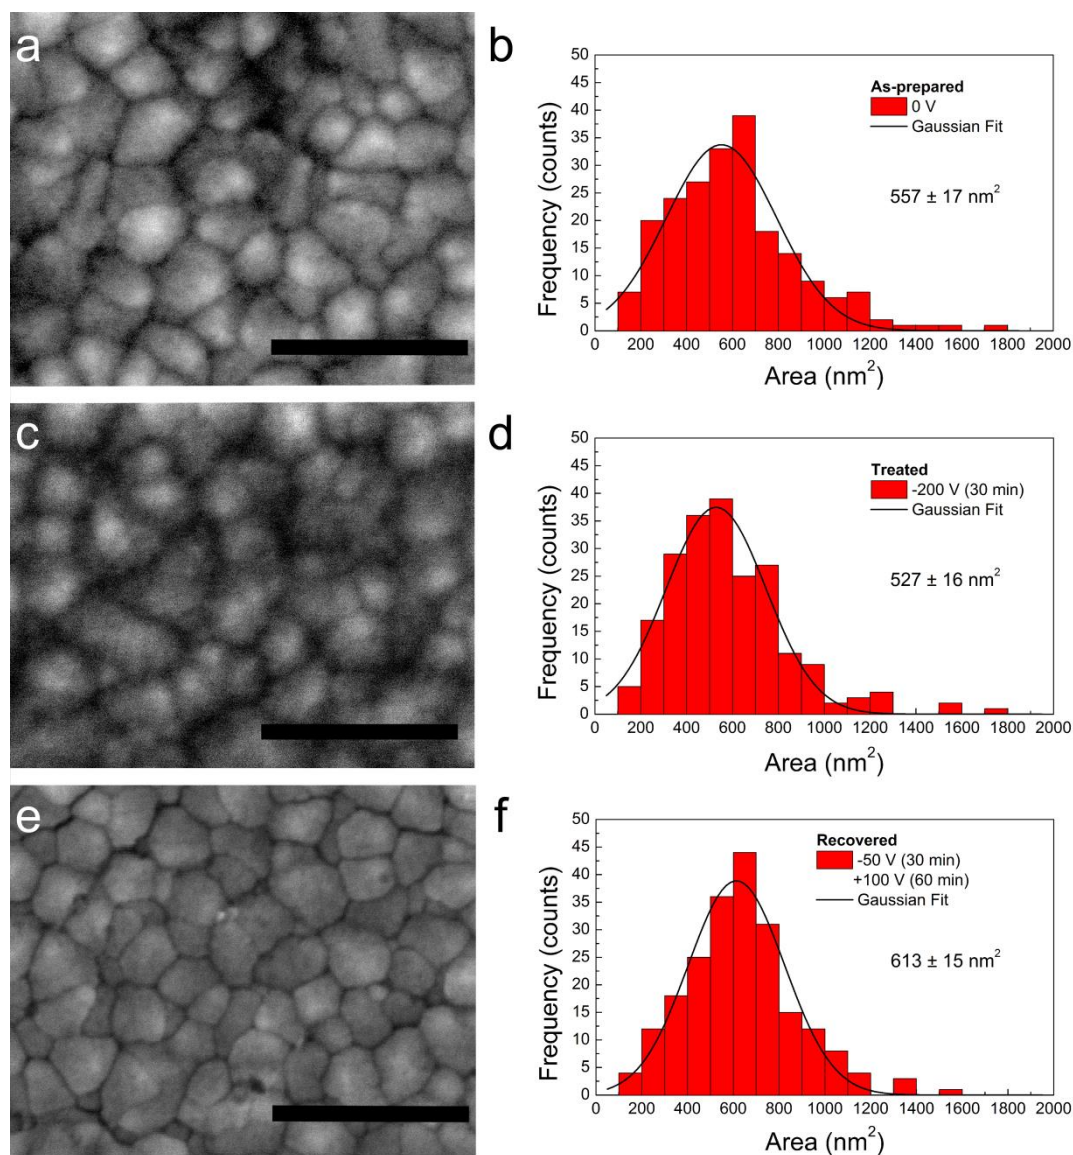 a
b
50
45
40
35
30
25
20
15
10
5
0
Frequency (counts)
As-prepared
0 V
Gaussian Fit
557 ± 17 nm²
0 200 400 600 800 1000 1200 1400 1600 1800 2000
Area (nm²)
c
d
50
45
40
35
30
25
20
15
10
5
0
Frequency (counts)
Treated
-200 V (30 min)
Gaussian Fit
527 ± 16 nm²
0 200 400 600 800 1000 1200 1400 1600 1800 2000
Area (nm²)
e
f
50
45
40
35
30
25
20
15
10
5
0
Frequency (counts)
Recovered
-50 V (30 min)
+100 V (60 min)
Gaussian Fit
613 ± 15 nm²
0 200 400 600 800 1000 1200 1400 1600 1800 2000
Area (nm²)